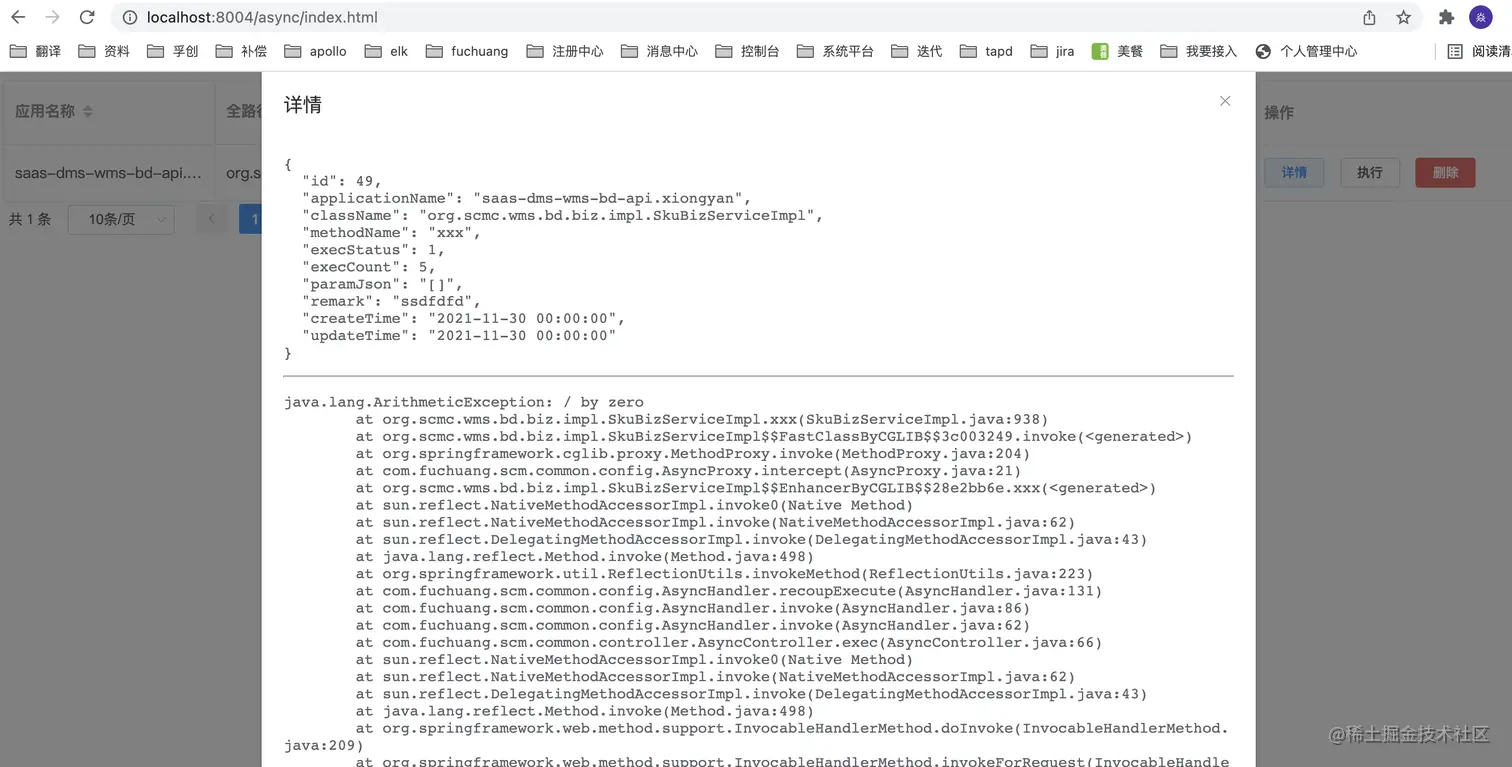 localhost:8004/async/index.html
焱
翻译 资料 孚创 补偿 apollo elk fuchuang 注册中心 消息中心 控制台 系统平台 迭代 tapd jira 美餐 我要接入 个人管理中心 阅读清
应用名称 全路径 详情 操作
saas-dms-wms-bd-api.... org.s 详情 执行 删除
共 1 条 10条/页 1
{
"id": 49,
"applicationName": "saas-dms-wms-bd-api.xiongyan",
"className": "org.scmc.wms.bd.biz.impl.SkuBizServiceImpl",
"methodName": "xxx",
"execStatus": 1,
"execCount": 5,
"paramJson": "[]",
"remark": "ssdfdfd",
"createTime": "2021-11-30 00:00:00",
"updateTime": "2021-11-30 00:00:00"
}
java.lang.ArithmeticException: / by zero
at org.scmc.wms.bd.biz.impl.SkuBizServiceImpl.xxx(SkuBizServiceImpl.java:938)
at org.scmc.wms.bd.biz.impl.SkuBizServiceImpl$$FastClassByCGLIB$$3c003249.invoke(<generated>)
at org.springframework.cglib.proxy.MethodProxy.invoke(MethodProxy.java:204)
at com.fuchuang.scm.common.config.AsyncProxy.intercept(AsyncProxy.java:21)
at org.scmc.wms.bd.biz.impl.SkuBizServiceImpl$$EnhancerByCGLIB$$28e2bb6e.xxx(<generated>)
at sun.reflect.NativeMethodAccessorImpl.invoke0(Native Method)
at sun.reflect.NativeMethodAccessorImpl.invoke(NativeMethodAccessorImpl.java:62)
at sun.reflect.DelegatingMethodAccessorImpl.invoke(DelegatingMethodAccessorImpl.java:43)
at java.lang.reflect.Method.invoke(Method.java:498)
at org.springframework.util.ReflectionUtils.invokeMethod(ReflectionUtils.java:223)
at com.fuchuang.scm.common.config.AsyncHandler.recoupExecute(AsyncHandler.java:131)
at com.fuchuang.scm.common.config.AsyncHandler.invoke(AsyncHandler.java:86)
at com.fuchuang.scm.common.config.AsyncHandler.invoke(AsyncHandler.java:62)
at com.fuchuang.scm.common.controller.AsyncController.exec(AsyncController.java:66)
at sun.reflect.NativeMethodAccessorImpl.invoke0(Native Method)
at sun.reflect.NativeMethodAccessorImpl.invoke(NativeMethodAccessorImpl.java:62)
at sun.reflect.DelegatingMethodAccessorImpl.invoke(DelegatingMethodAccessorImpl.java:43)
at java.lang.reflect.Method.invoke(Method.java:498)
at org.springframework.web.method.support.InvocableHandlerMethod.doInvoke(InvocableHandlerMethod.
java:209)
at org.springframework.web.method.support.InvocableHandlerMethod.invokeForRequest(InvocableHandle
@稀土掘金技术社区